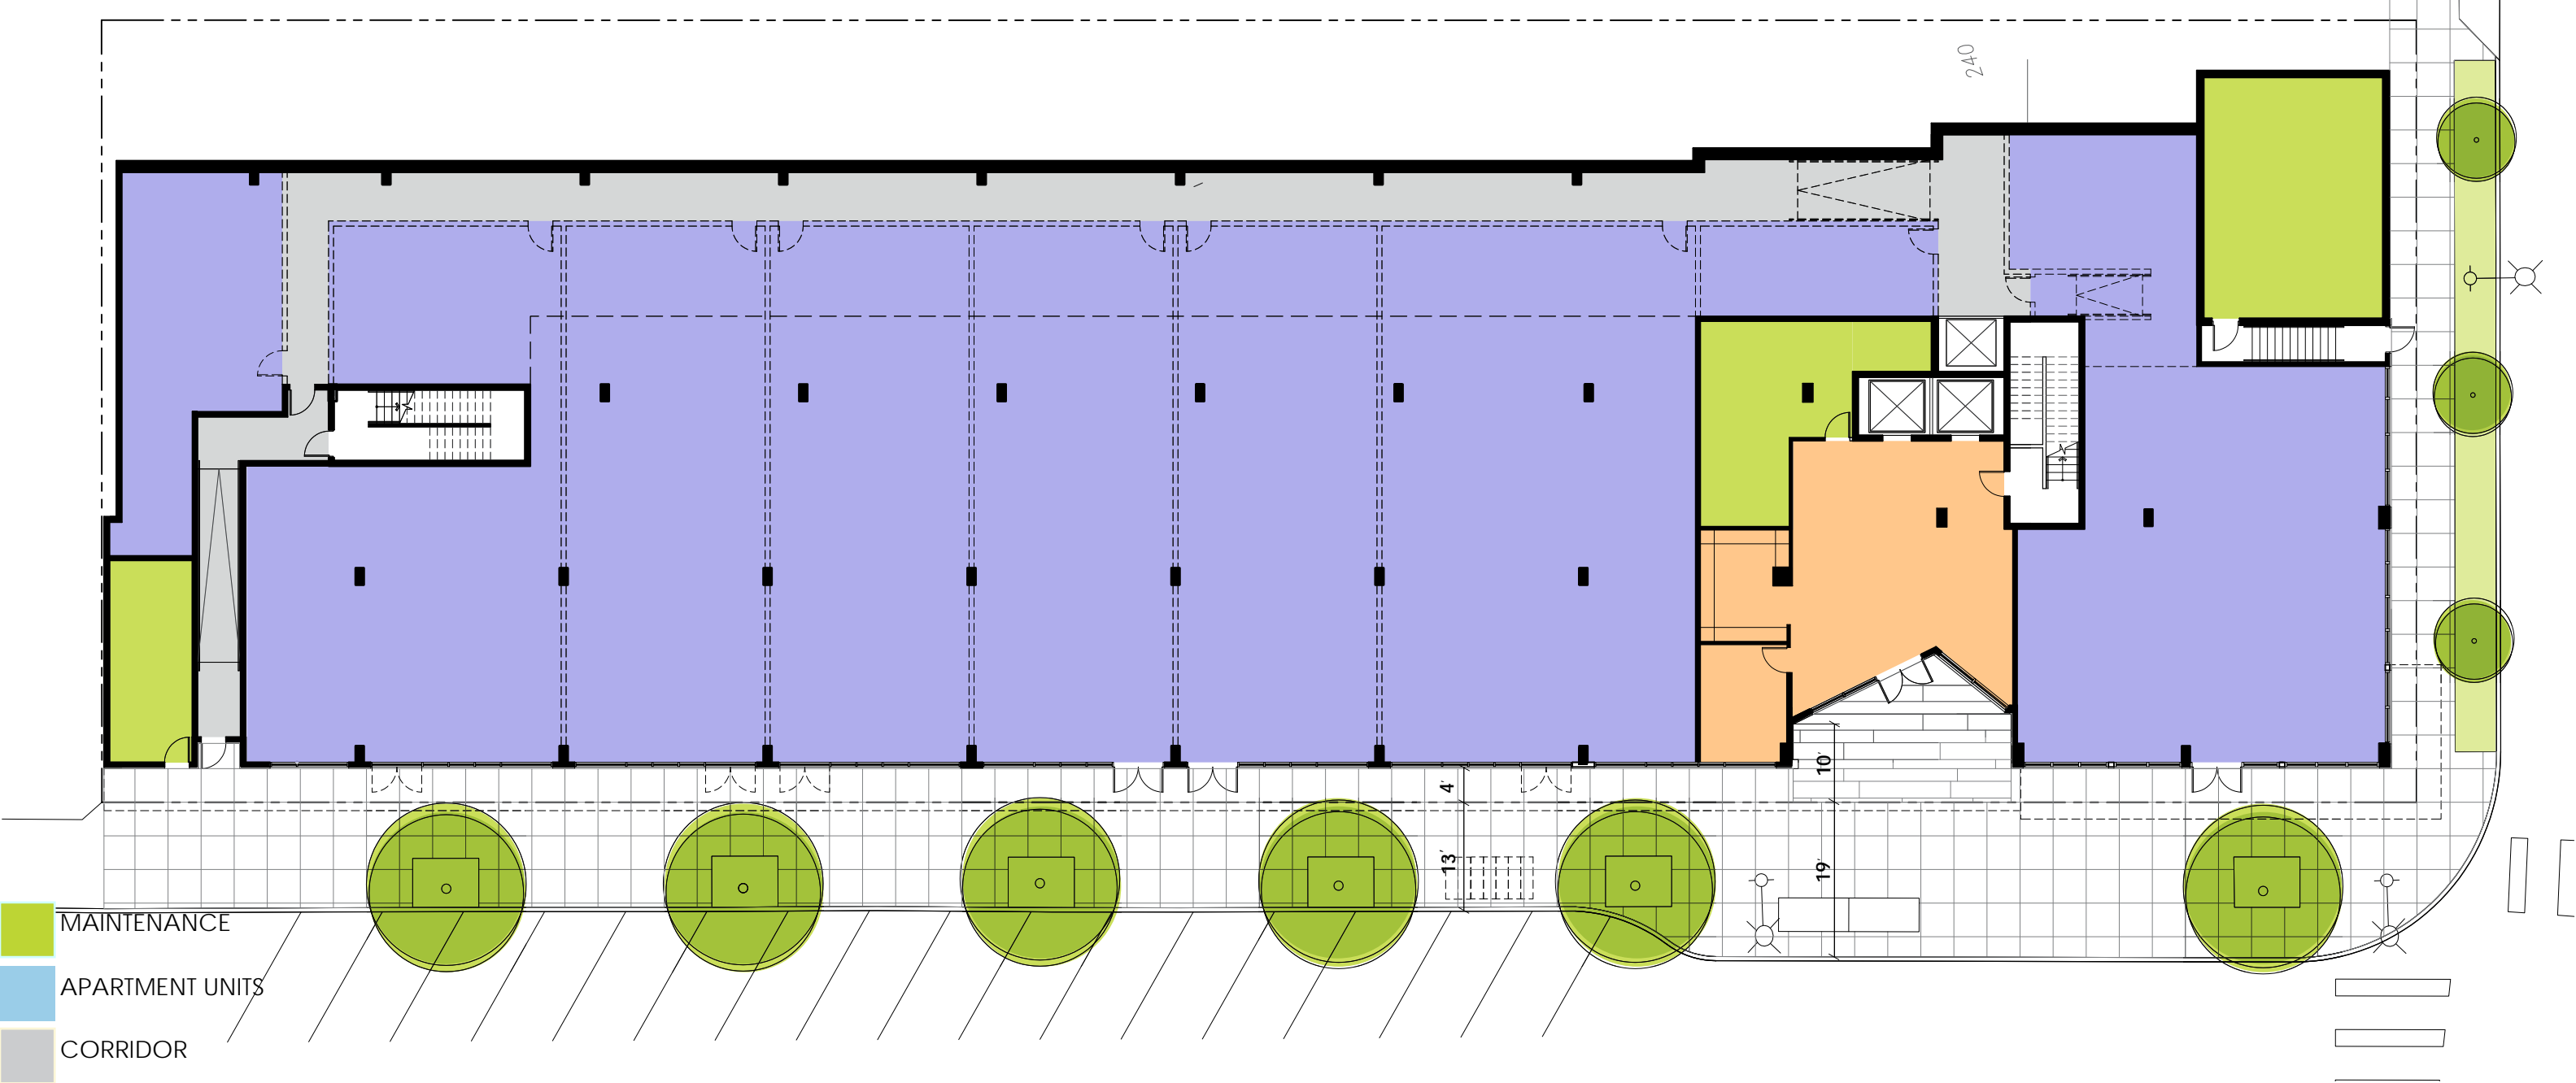 240
10'
4'
13'
19'
MAINTENANCE
APARTMENT UNITS
CORRIDOR